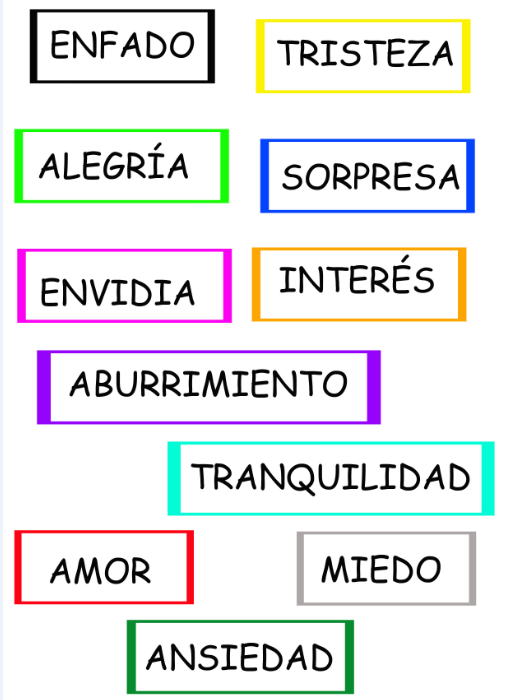 ENFADO
TRISTEZA
ALEGRÍA
SORPRESA
ENVIDIA
INTERÉS
ABURRIMIENTO
TRANQUILIDAD
AMOR
MIEDO
ANSIEDAD